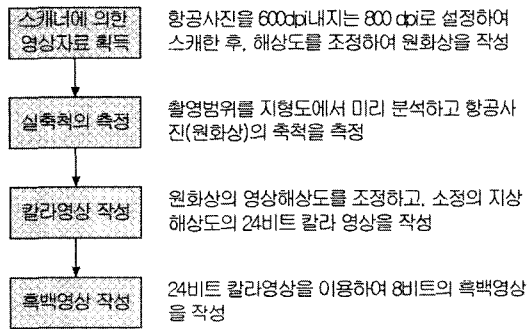 스캐너에 의한
영상자료 획득
항공사진을 600dpi내지는 800 dpi로 설정하여
스캐한 후, 해상도를 조정하여 원화상을 작성
실축척의 측정
촬영범위를 지형도에서 미리 분석하고 항공사
진(원화상)의 축척을 측정
칼라영상 작성
원화상의 영상해상도를 조정하고, 소정의 지상
해상도의 24비트 칼라 영상을 작성
흑백영상 작성
24비트 칼라영상을 이용하여 8비트의 흑백영상
을 작성